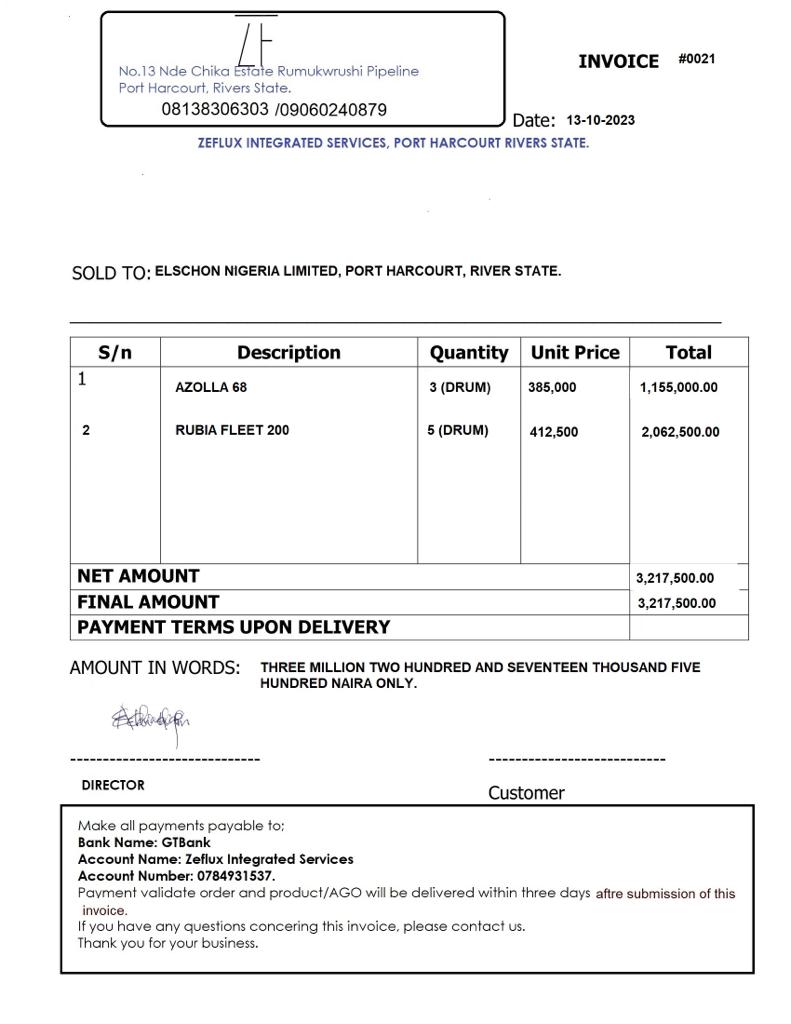 ZF
No.13 Nde Chika Estate Rumukwrushi Pipeline
Port Harcourt, Rivers State.
08138306303 /09060240879
INVOICE #0021
Date: 13-10-2023
ZEFLUX INTEGRATED SERVICES, PORT HARCOURT RIVERS STATE.
SOLD TO: ELSCHON NIGERIA LIMITED, PORT HARCOURT, RIVER STATE.
S/n Description Quantity Unit Price Total
1 AZOLLA 68 3 (DRUM) 385,000 1,155,000.00
2 RUBIA FLEET 200 5 (DRUM) 412,500 2,062,500.00
NET AMOUNT 3,217,500.00
FINAL AMOUNT 3,217,500.00
PAYMENT TERMS UPON DELIVERY
AMOUNT IN WORDS: THREE MILLION TWO HUNDRED AND SEVENTEEN THOUSAND FIVE
HUNDRED NAIRA ONLY.
DIRECTOR
Customer
Make all payments payable to;
Bank Name: GTBank
Account Name: Zeflux Integrated Services
Account Number: 0784931537.
Payment validate order and product/AGO will be delivered within three days aftre submission of this
invoice.
If you have any questions concering this invoice, please contact us.
Thank you for your business.